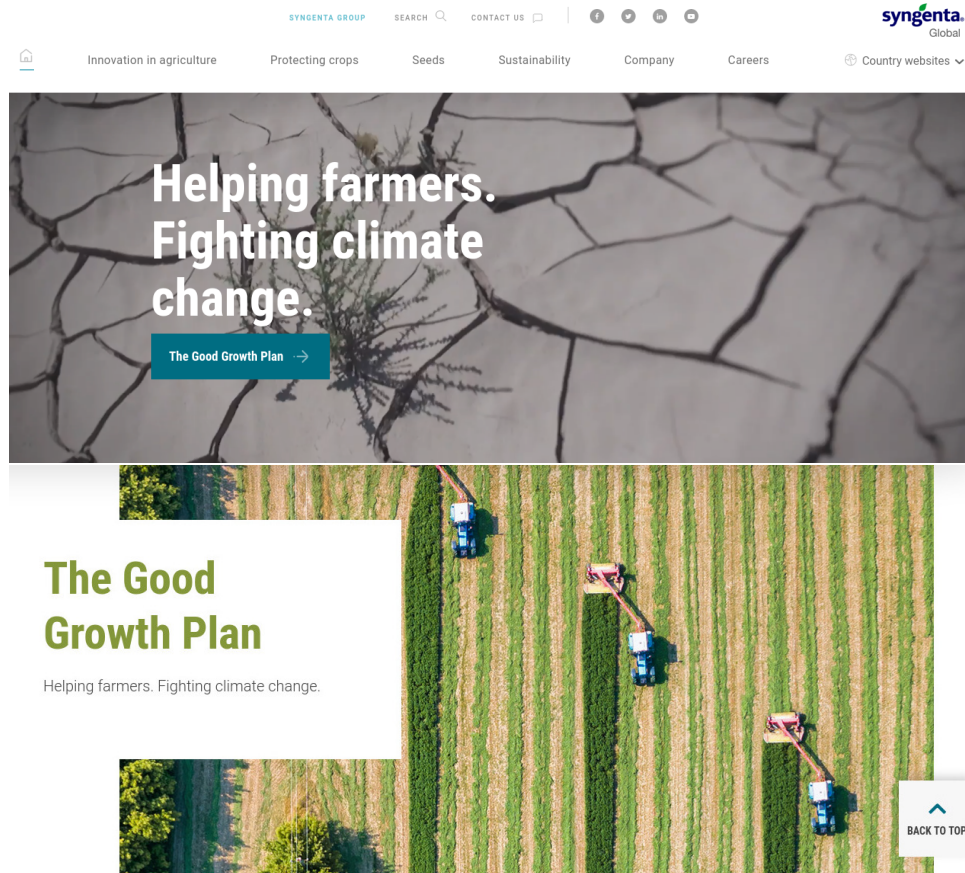 SYNGENTA GROUP
SEARCH
CONTACT US
syngenta
Global
Innovation in agriculture
Protecting crops
Seeds
Sustainability
Company
Careers
Country websites
Helping farmers.
Fighting climate
change.
The Good Growth Plan
The Good
Growth Plan
Helping farmers. Fighting climate change.
BACK TO TOP